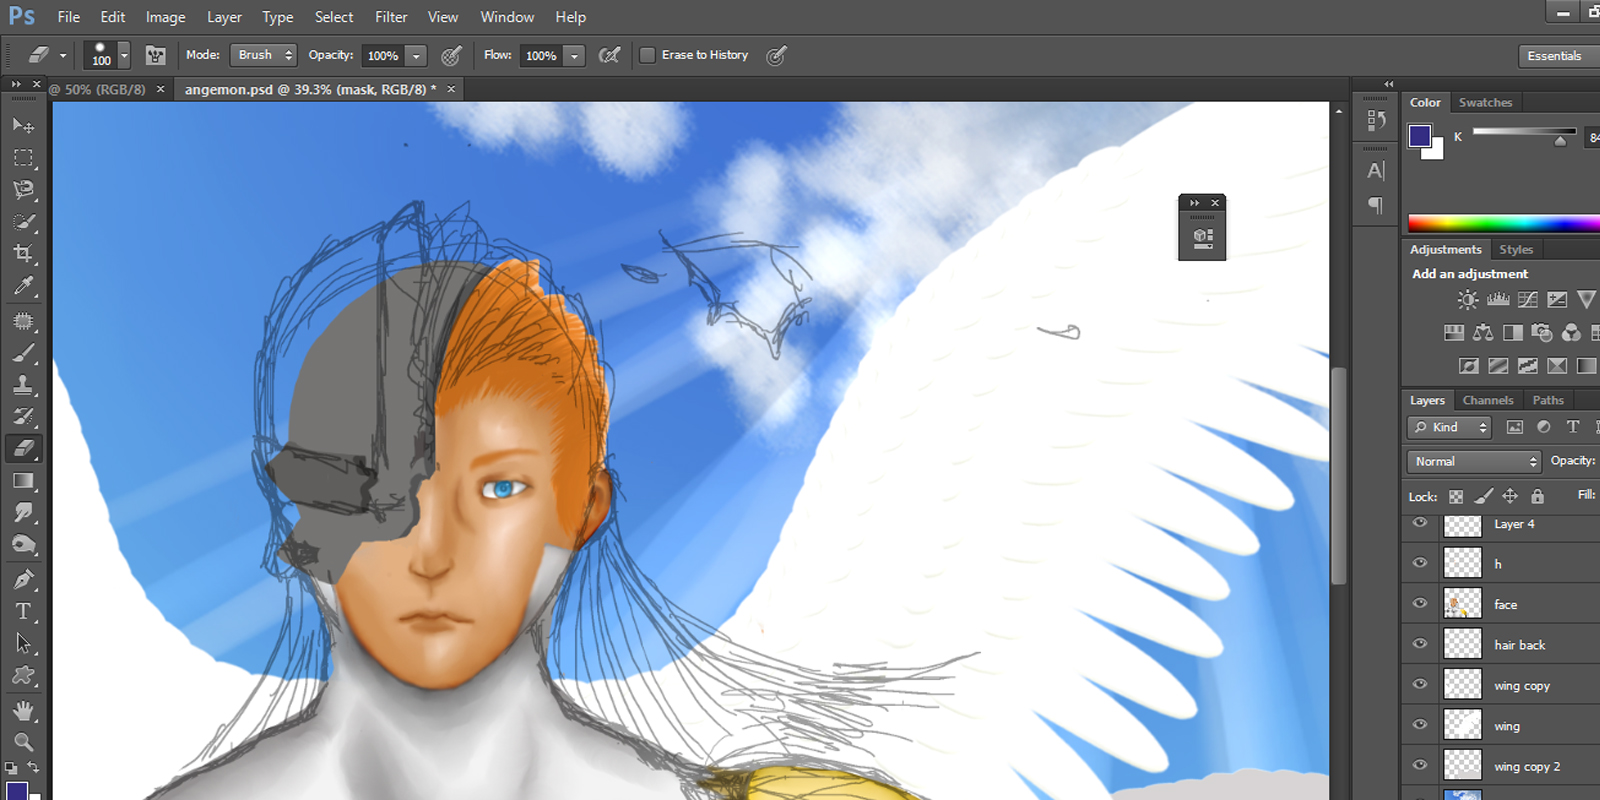 Ps File Edit Image Layer Type Select Filter View Window Help
100 Mode: Brush Opacity: 100% Flow: 100% Erase to History Essentials
@ 50% (RGB/8) × angemon.psd @ 39.3% (mask, RGB/8) * ×
Color Swatches
K 84
Adjustments Styles
Add an adjustment
Layers Channels Paths
Kind
Normal Opacity:
Lock: Fill:
Layer 4
h
face
hair back
wing copy
wing
wing copy 2